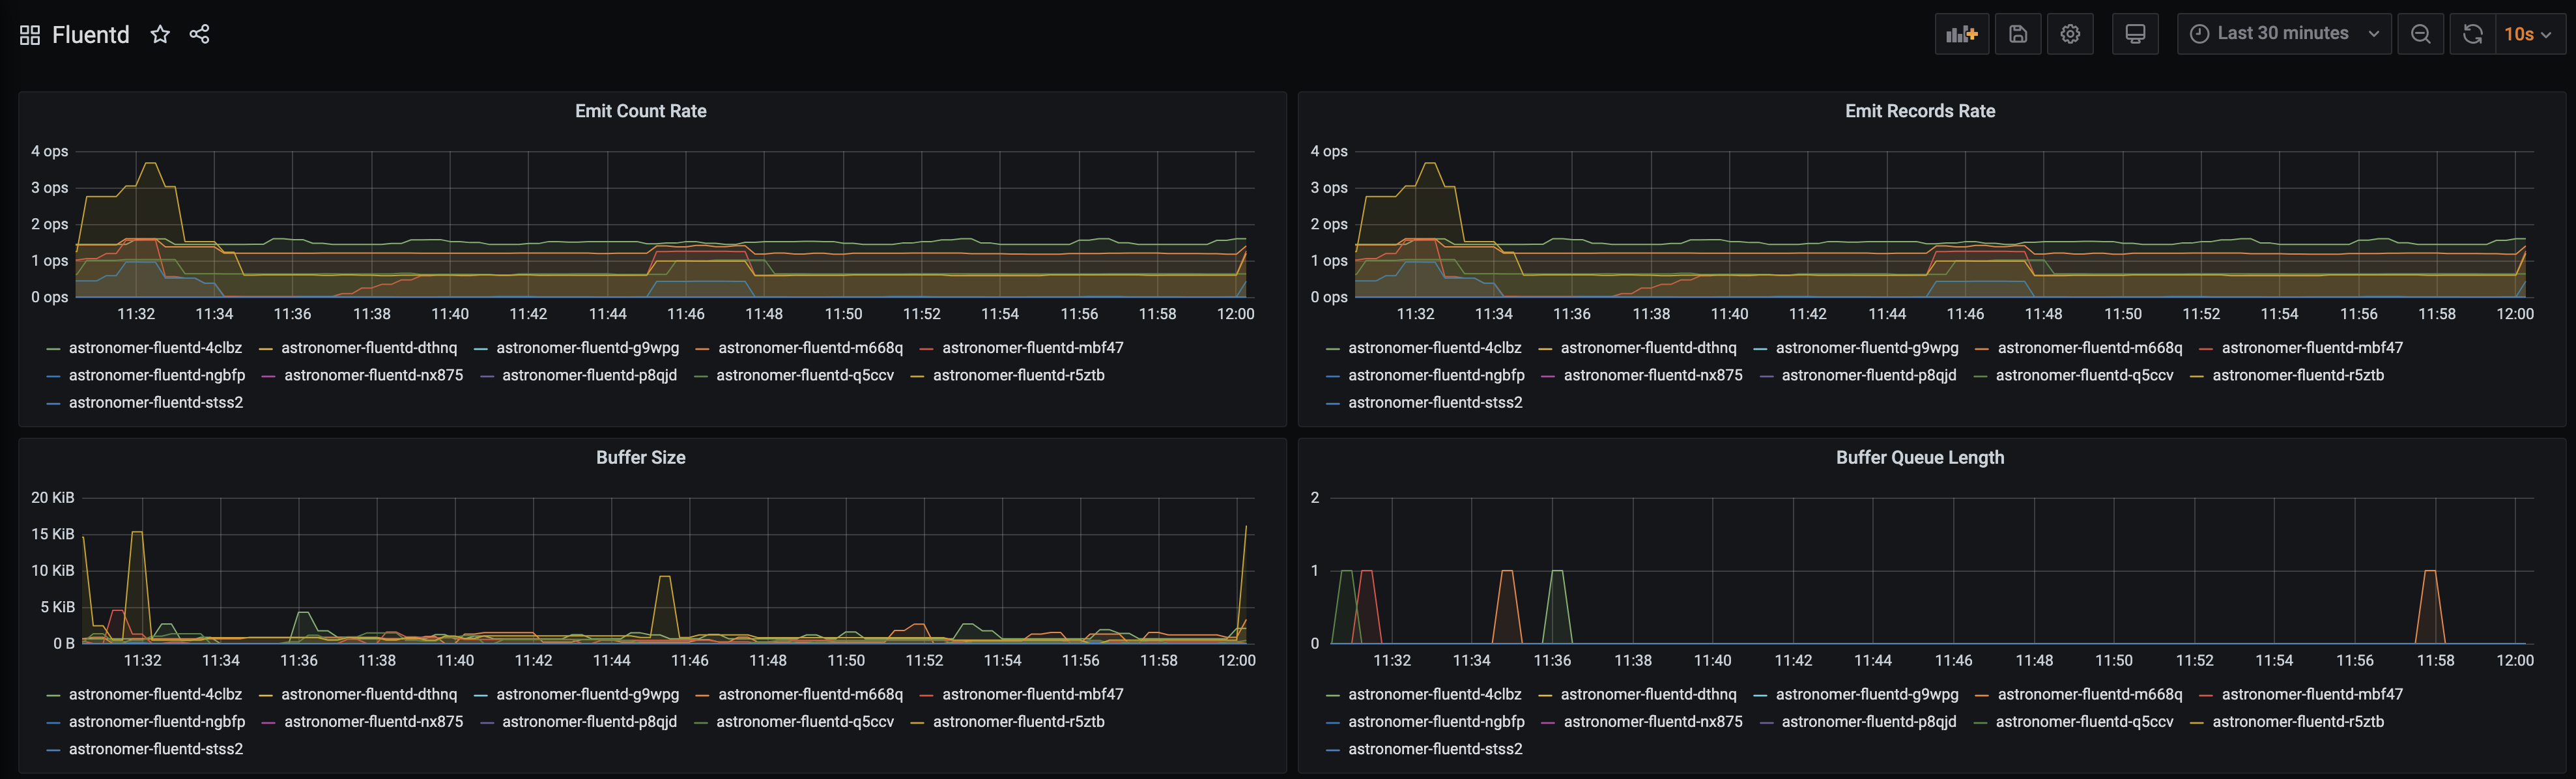 Fluentd
Last 30 minutes
10s
Emit Count Rate
4 ops
3 ops
2 ops
1 ops
0 ops
11:32 11:34 11:36 11:38 11:40 11:42 11:44 11:46 11:48 11:50 11:52 11:54 11:56 11:58 12:00
astronomer-fluentd-4clbz astronomer-fluentd-dthnq astronomer-fluentd-g9wpg astronomer-fluentd-m668q astronomer-fluentd-mbf47
astronomer-fluentd-ngbfp astronomer-fluentd-nx875 astronomer-fluentd-p8qjd astronomer-fluentd-q5ccv astronomer-fluentd-r5ztb
astronomer-fluentd-stss2
Emit Records Rate
4 ops
3 ops
2 ops
1 ops
0 ops
11:32 11:34 11:36 11:38 11:40 11:42 11:44 11:46 11:48 11:50 11:52 11:54 11:56 11:58 12:00
astronomer-fluentd-4clbz astronomer-fluentd-dthnq astronomer-fluentd-g9wpg astronomer-fluentd-m668q astronomer-fluentd-mbf47
astronomer-fluentd-ngbfp astronomer-fluentd-nx875 astronomer-fluentd-p8qjd astronomer-fluentd-q5ccv astronomer-fluentd-r5ztb
astronomer-fluentd-stss2
Buffer Size
20 KiB
15 KiB
10 KiB
5 KiB
0 B
11:32 11:34 11:36 11:38 11:40 11:42 11:44 11:46 11:48 11:50 11:52 11:54 11:56 11:58 12:00
astronomer-fluentd-4clbz astronomer-fluentd-dthnq astronomer-fluentd-g9wpg astronomer-fluentd-m668q astronomer-fluentd-mbf47
astronomer-fluentd-ngbfp astronomer-fluentd-nx875 astronomer-fluentd-p8qjd astronomer-fluentd-q5ccv astronomer-fluentd-r5ztb
astronomer-fluentd-stss2
Buffer Queue Length
2
1
0
11:32 11:34 11:36 11:38 11:40 11:42 11:44 11:46 11:48 11:50 11:52 11:54 11:56 11:58 12:00
astronomer-fluentd-4clbz astronomer-fluentd-dthnq astronomer-fluentd-g9wpg astronomer-fluentd-m668q astronomer-fluentd-mbf47
astronomer-fluentd-ngbfp astronomer-fluentd-nx875 astronomer-fluentd-p8qjd astronomer-fluentd-q5ccv astronomer-fluentd-r5ztb
astronomer-fluentd-stss2